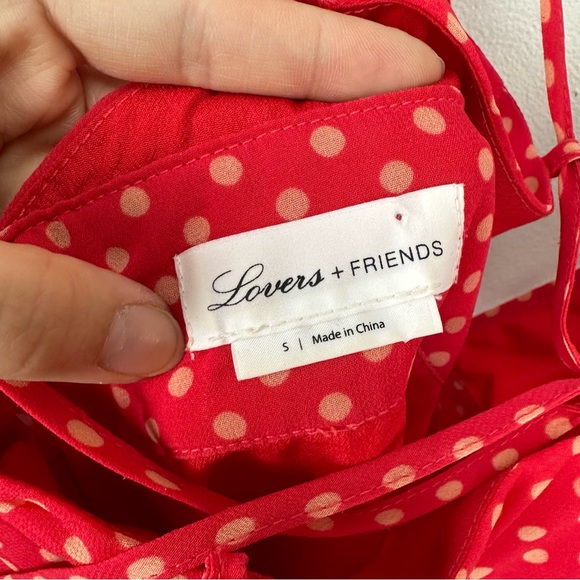 Lovers + FRIENDS
S | Made in China